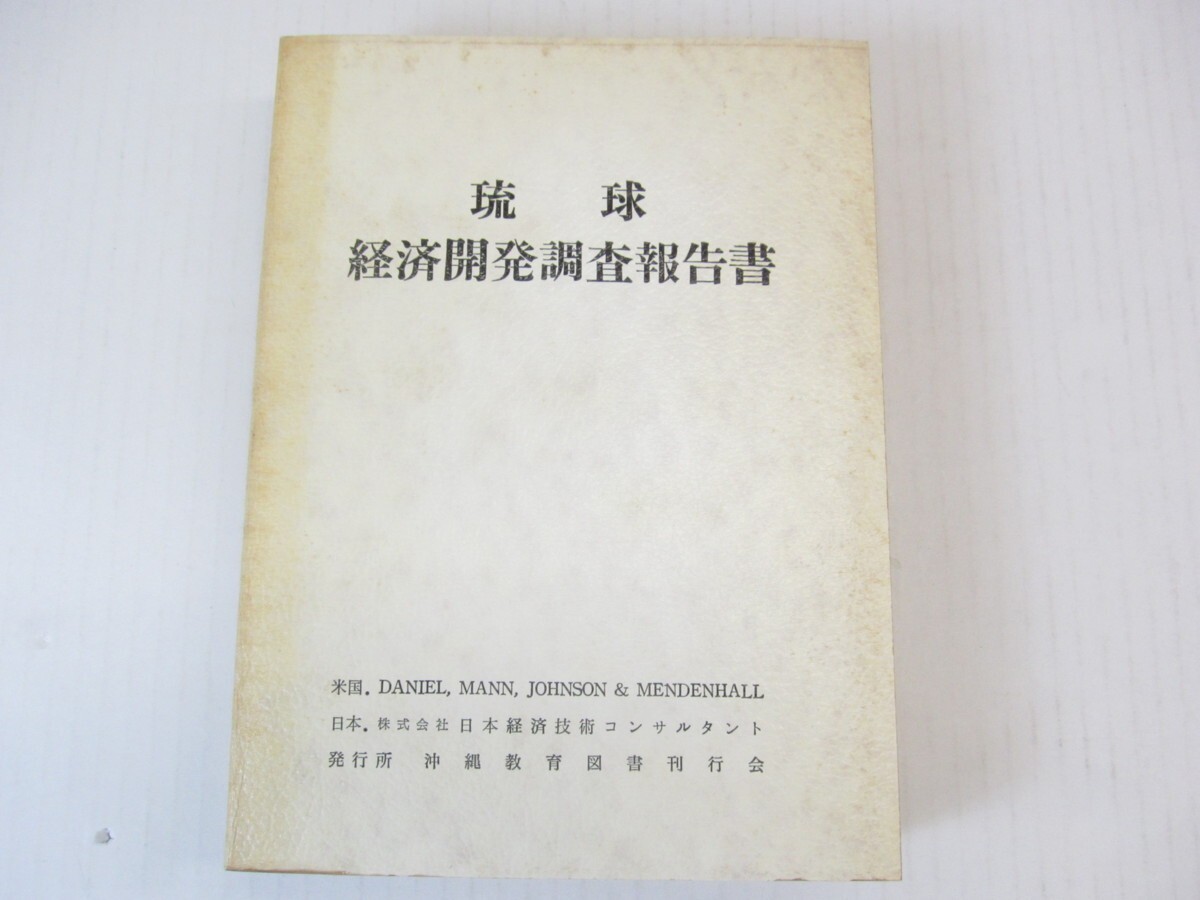 琉球
経済開発調査報告書
米国. DANIEL, MANN, JOHNSON & MENDENHALL
日本. 株式会社 日本経済技術コンサルタント
発行所 沖縄教育図書刊行会